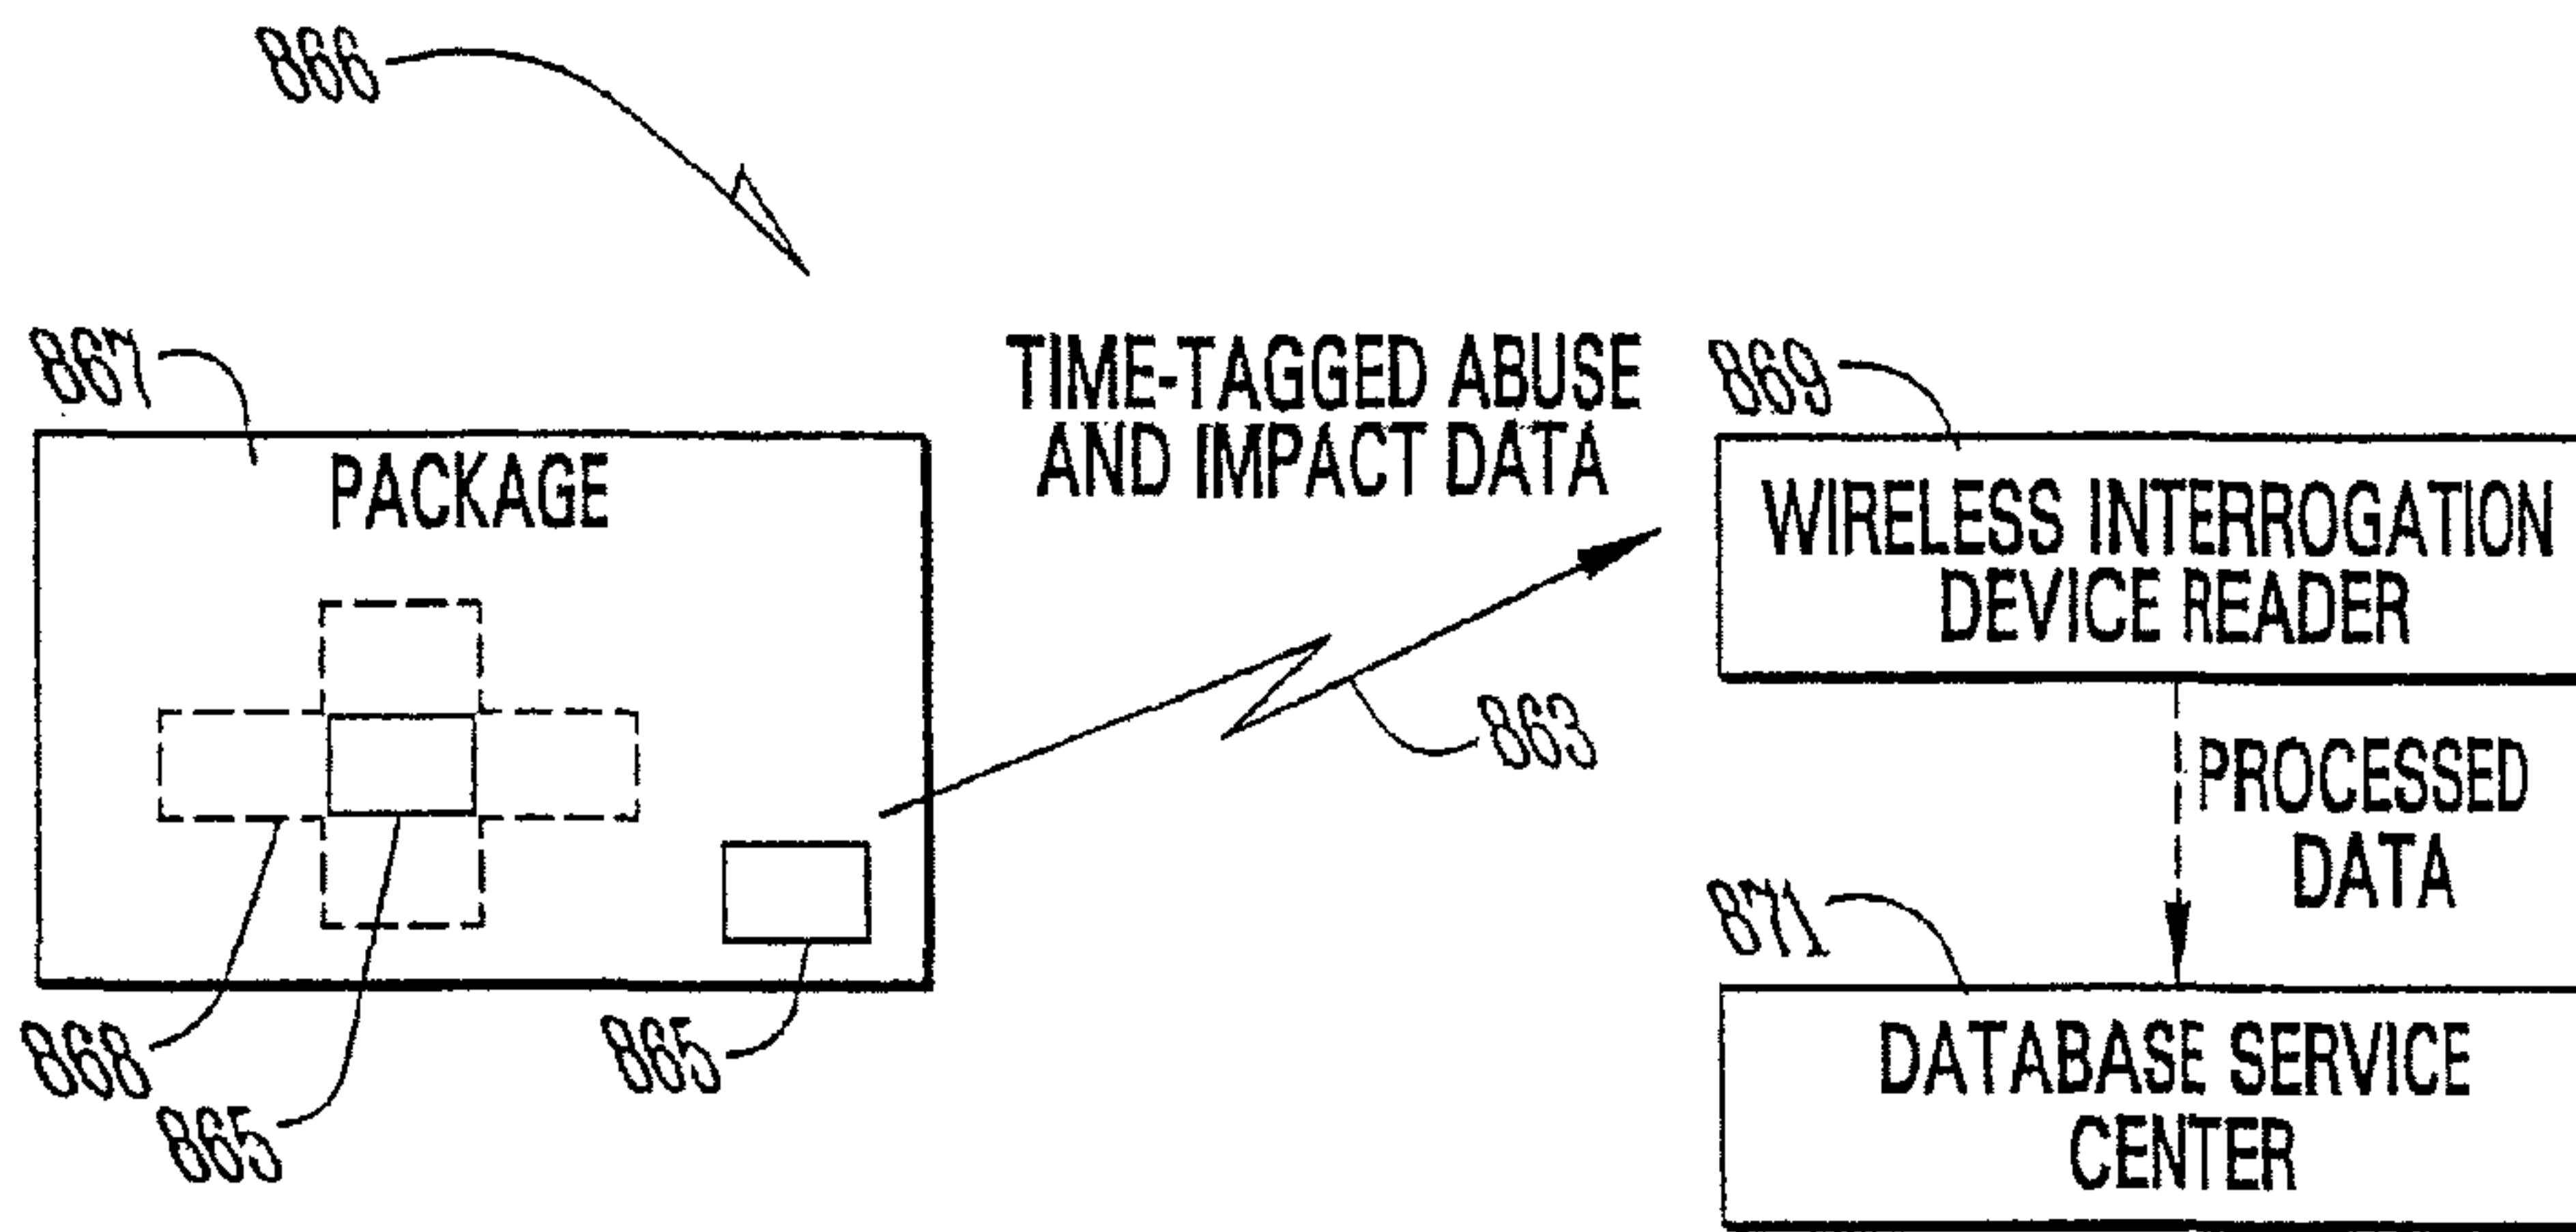 866
867
PACKAGE
TIME-TAGGED ABUSE
AND IMPACT DATA
869
WIRELESS INTERROGATION
DEVICE READER
863
PROCESSED
DATA
868
865
865
871
DATABASE SERVICE
CENTER